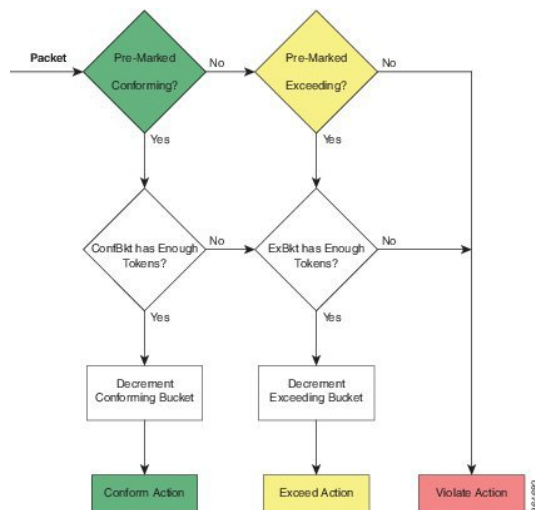 Packet
Pre-Marked
Conforming?
No
Pre-Marked
Exceeding?
No
Yes
Yes
ConfBkt has Enough
Tokens?
No
ExBkt has Enough
Tokens?
No
Yes
Yes
Decrement
Conforming Bucket
Decrement
Exceeding Bucket
Conform Action
Exceed Action
Violate Action